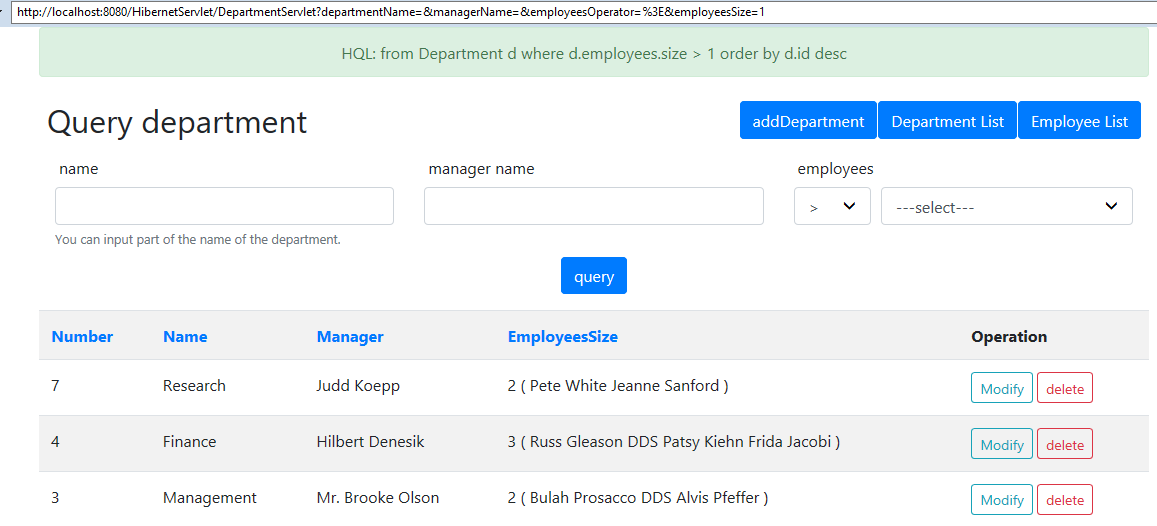 http://localhost:8080/HibernetServlet/DepartmentServlet?departmentName=&managerName=&employeesOperator=%3E&employeesSize=1
HQL: from Department d where d.employees.size > 1 order by d.id desc
Query department addDepartment Department List Employee List
name manager name employees
> ---select---
You can input part of the name of the department.
query
Number Name Manager EmployeesSize Operation
7 Research Judd Koepp 2 ( Pete White Jeanne Sanford ) Modify delete
4 Finance Hilbert Denesik 3 ( Russ Gleason DDS Patsy Kiehn Frida Jacobi ) Modify delete
3 Management Mr. Brooke Olson 2 ( Bulah Prosacco DDS Alvis Pfeffer ) Modify delete